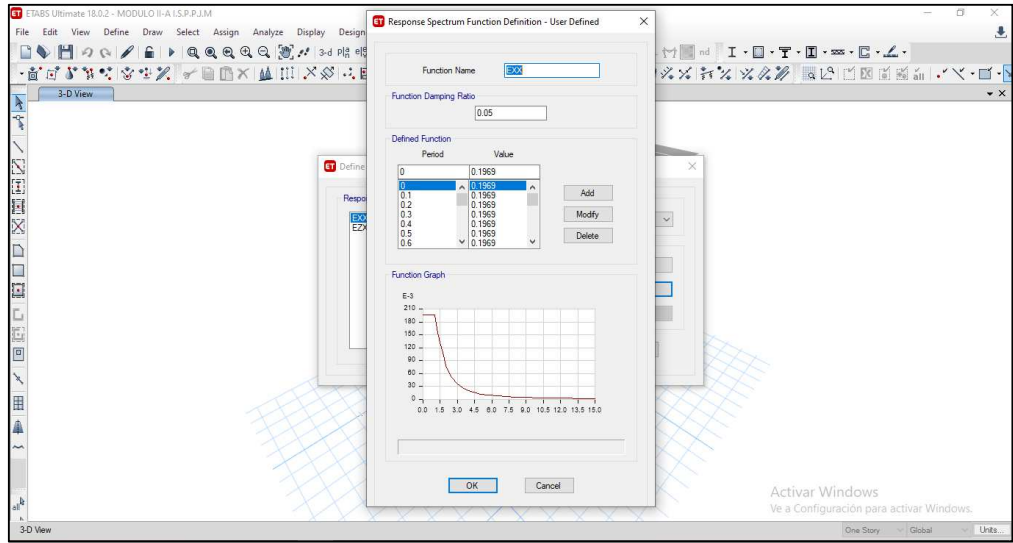 ETABS Ultimate 18.0.2 - MODULO II-A I.S.P.P.J.M
File Edit View Define Draw Select Assign Analyze Display Design
3-d
nd
all
3-D View
Response Spectrum Function Definition - User Defined
Function Name EXX
Function Damping Ratio
0.05
Defined Function
Period Value
0 0.1969
0 0.1969
0.1 0.1969
0.2 0.1969
0.3 0.1969
0.4 0.1969
0.5 0.1969
0.6 0.1969
Add
Modify
Delete
Define
Respo
EXX
EZX
Function Graph
E-3
210
180
150
120
90
60
30
0
0.0 1.5 3.0 4.5 6.0 7.5 9.0 10.5 12.0 13.5 15.0
OK Cancel
Activar Windows
Ve a Configuración para activar Windows.
all
3-D View One Story Global Units...